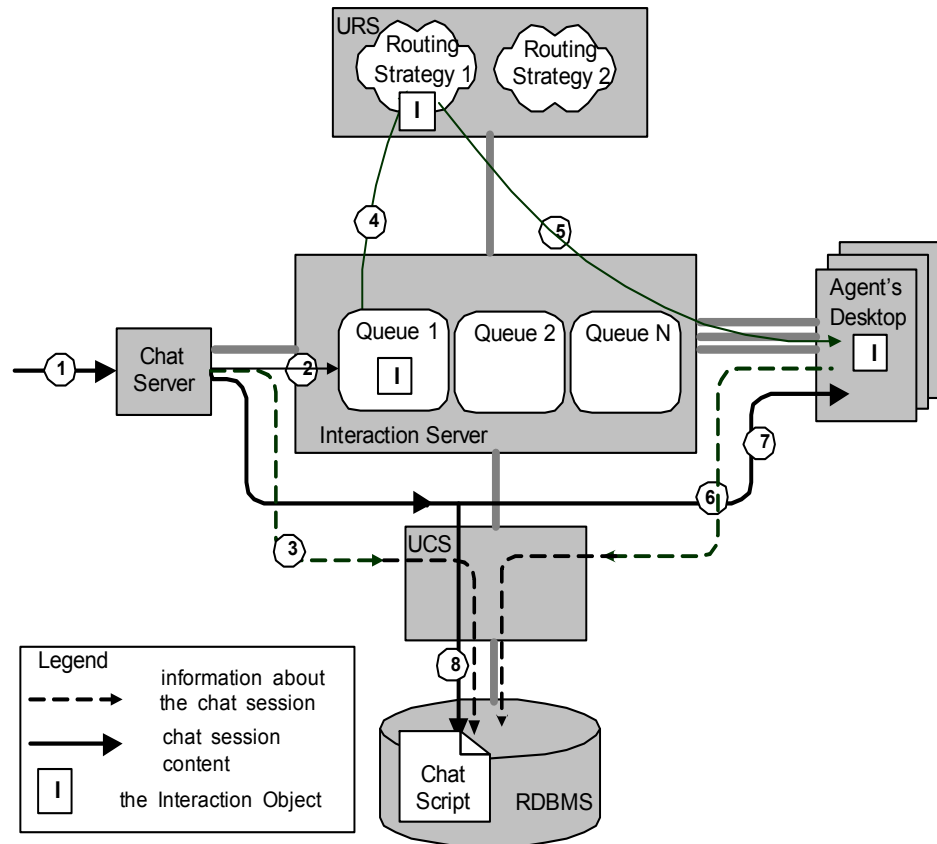 URS
Routing
Strategy 1
I
Routing
Strategy 2
4
5
Queue 1
I
Queue 2
Queue N
Interaction Server
Agent's
Desktop
I
1
Chat
Server
2
7
6
3
UCS
8
Chat
Script
RDBMS
Legend
information about
the chat session
chat session
content
I
the Interaction Object